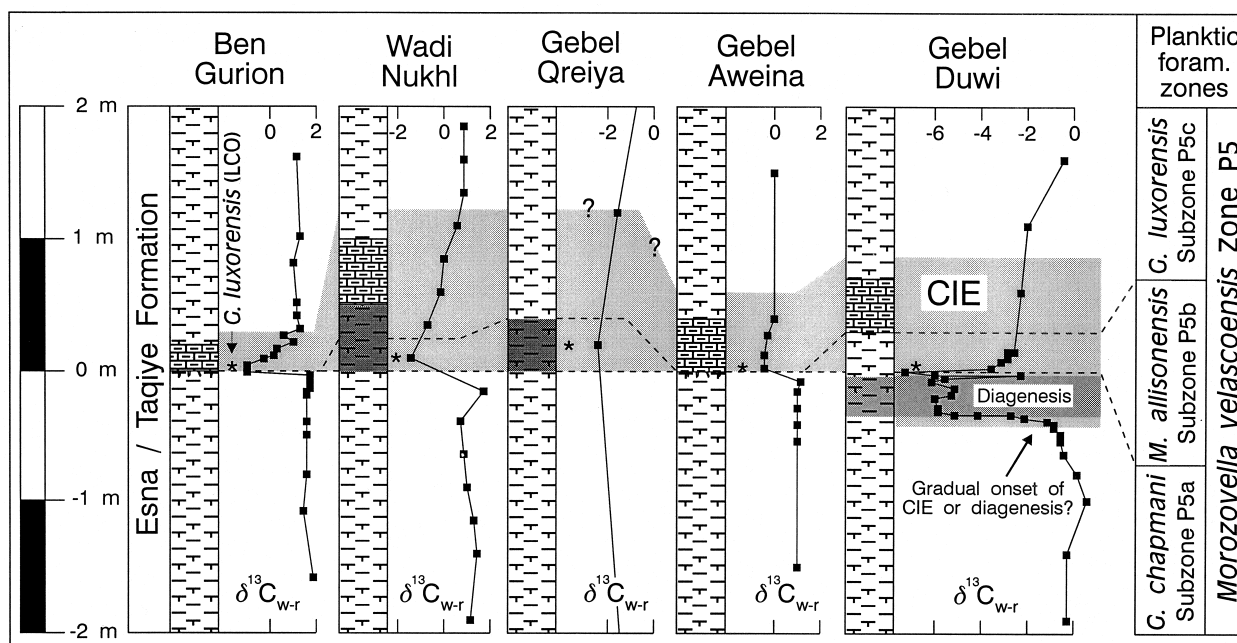 Ben
Gurion
Wadi
Nukhl
Gebel
Qreiya
Gebel
Aweina
Gebel
Duwi
Planktic
foram.
zones
2 m
1 m
0 m
-1 m
-2 m
Esna / Taqiye Formation
0 2
G. luxorensis (LCO)
*
δ13Cw-r
-2 0 2
*
δ13Cw-r
-2 0
?
?
*
δ13Cw-r
0 2
*
δ13Cw-r
-6 -4 -2 0
CIE
*
Diagenesis
Gradual onset of
CIE or diagenesis?
δ13Cw-r
G. luxorensis
Subzone P5c
M. allisonensis
Subzone P5b
G. chapmani
Subzone P5a
Morozovella velascoensis zone P5